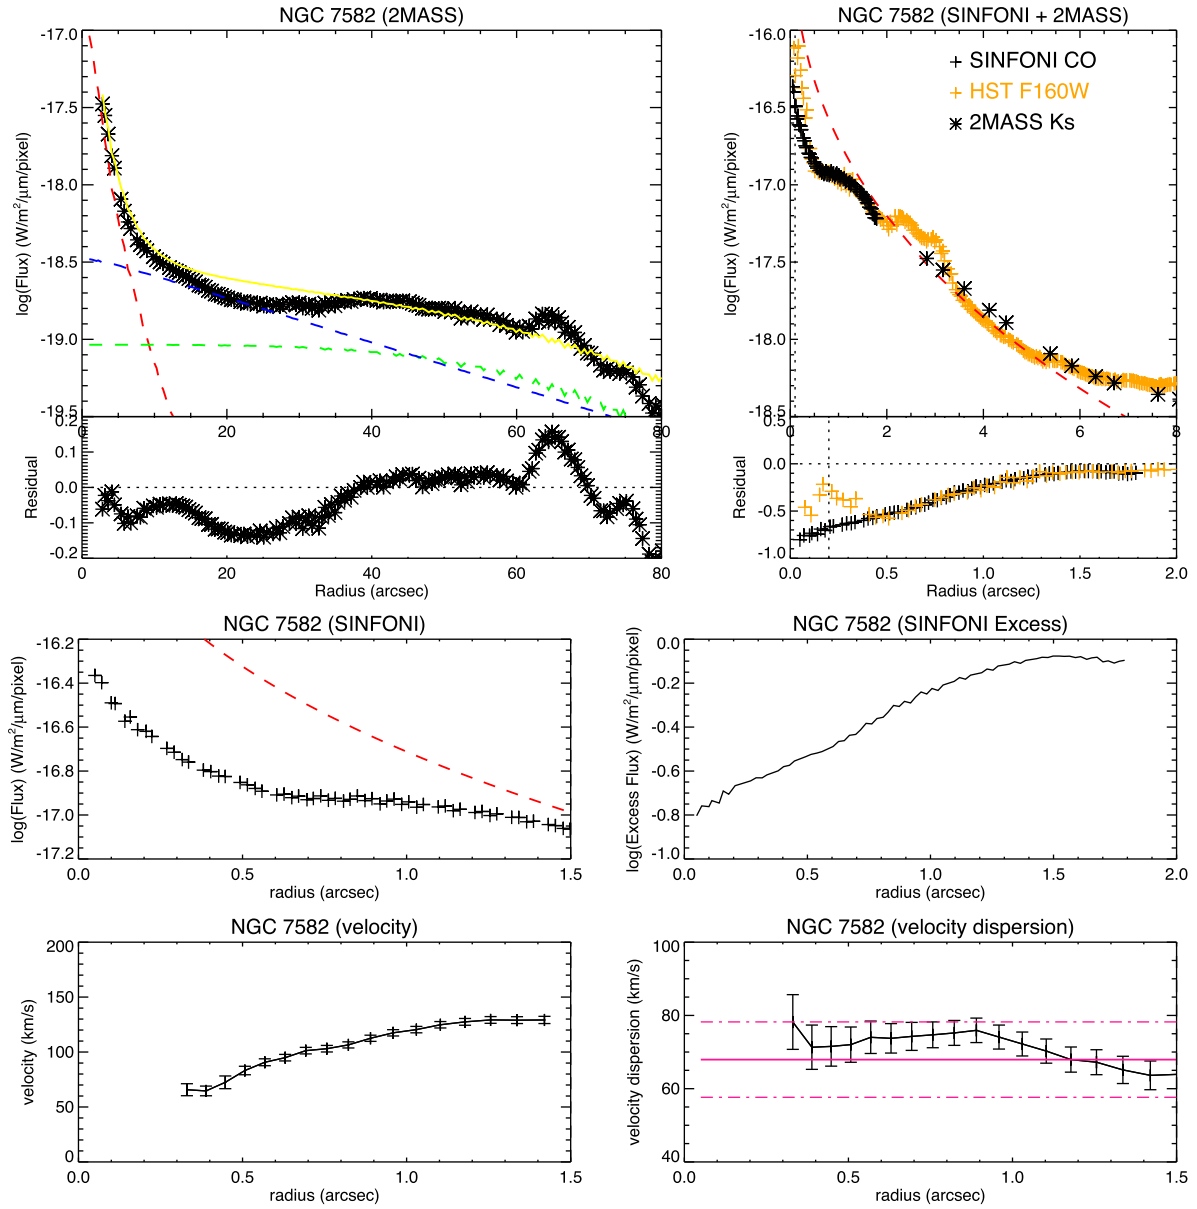 NGC 7582 (2MASS)
log(Flux) (W/m²/μm/pixel)
-17.0
-17.5
-18.0
-18.5
-19.0
-19.5
0 20 40 60 80
Residual
0.2
0.1
0.0
-0.1
-0.2
0 20 40 60 80
Radius (arcsec)
NGC 7582 (SINFONI + 2MASS)
SINFONI CO
HST F160W
2MASS Ks
log(Flux) (W/m²/μm/pixel)
-16.0
-16.5
-17.0
-17.5
-18.0
-18.5
0 2 4 6 8
Residual
0.5
0.0
-0.5
-1.0
0.0 0.5 1.0 1.5 2.0
Radius (arcsec)
NGC 7582 (SINFONI)
log(Flux) (W/m²/μm/pixel)
-16.2
-16.4
-16.6
-16.8
-17.0
-17.2
0.0 0.5 1.0 1.5
radius (arcsec)
NGC 7582 (SINFONI Excess)
log(Excess Flux) (W/m²/μm/pixel)
0.0
-0.2
-0.4
-0.6
-0.8
-1.0
0.0 0.5 1.0 1.5 2.0
radius (arcsec)
NGC 7582 (velocity)
velocity (km/s)
200
150
100
50
0
0.0 0.5 1.0 1.5
radius (arcsec)
NGC 7582 (velocity dispersion)
velocity dispersion (km/s)
100
80
60
40
0.0 0.5 1.0 1.5
radius (arcsec)